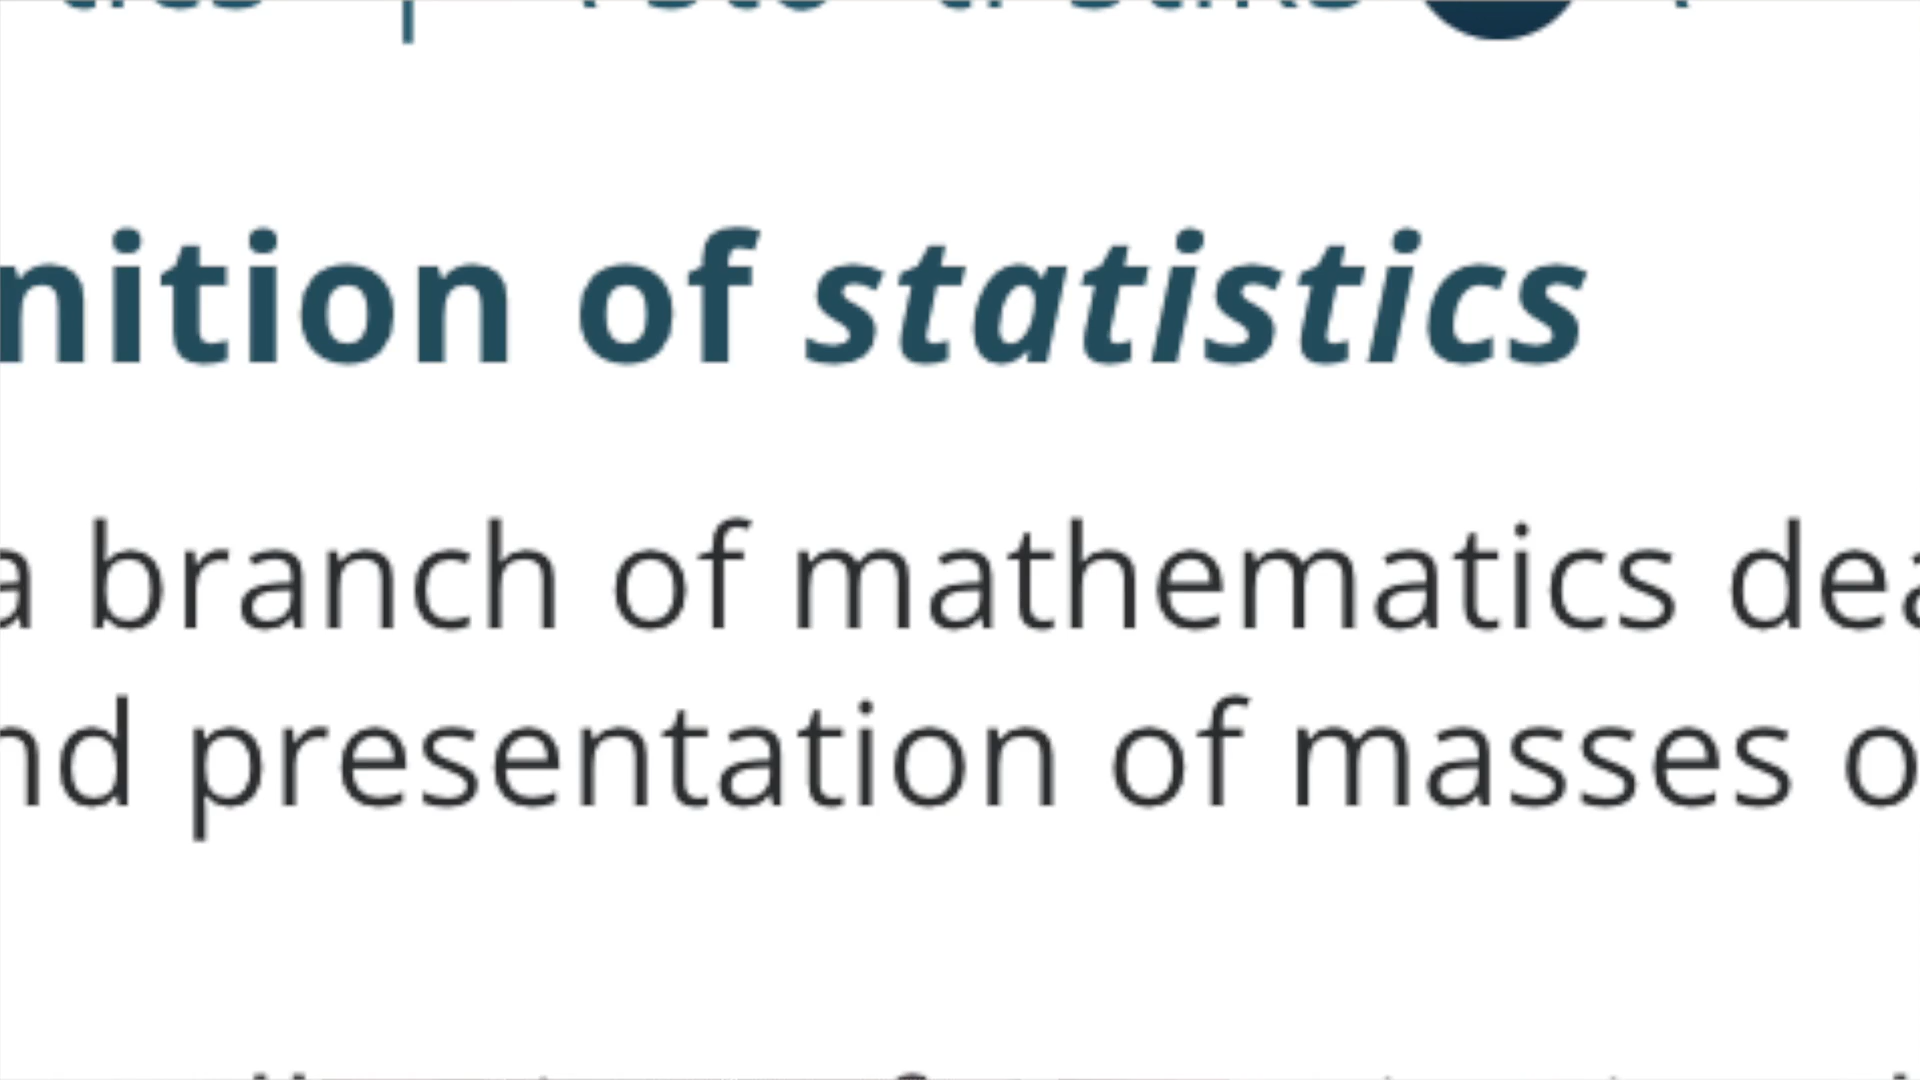 nition of statistics
a branch of mathematics dea
nd presentation of masses o